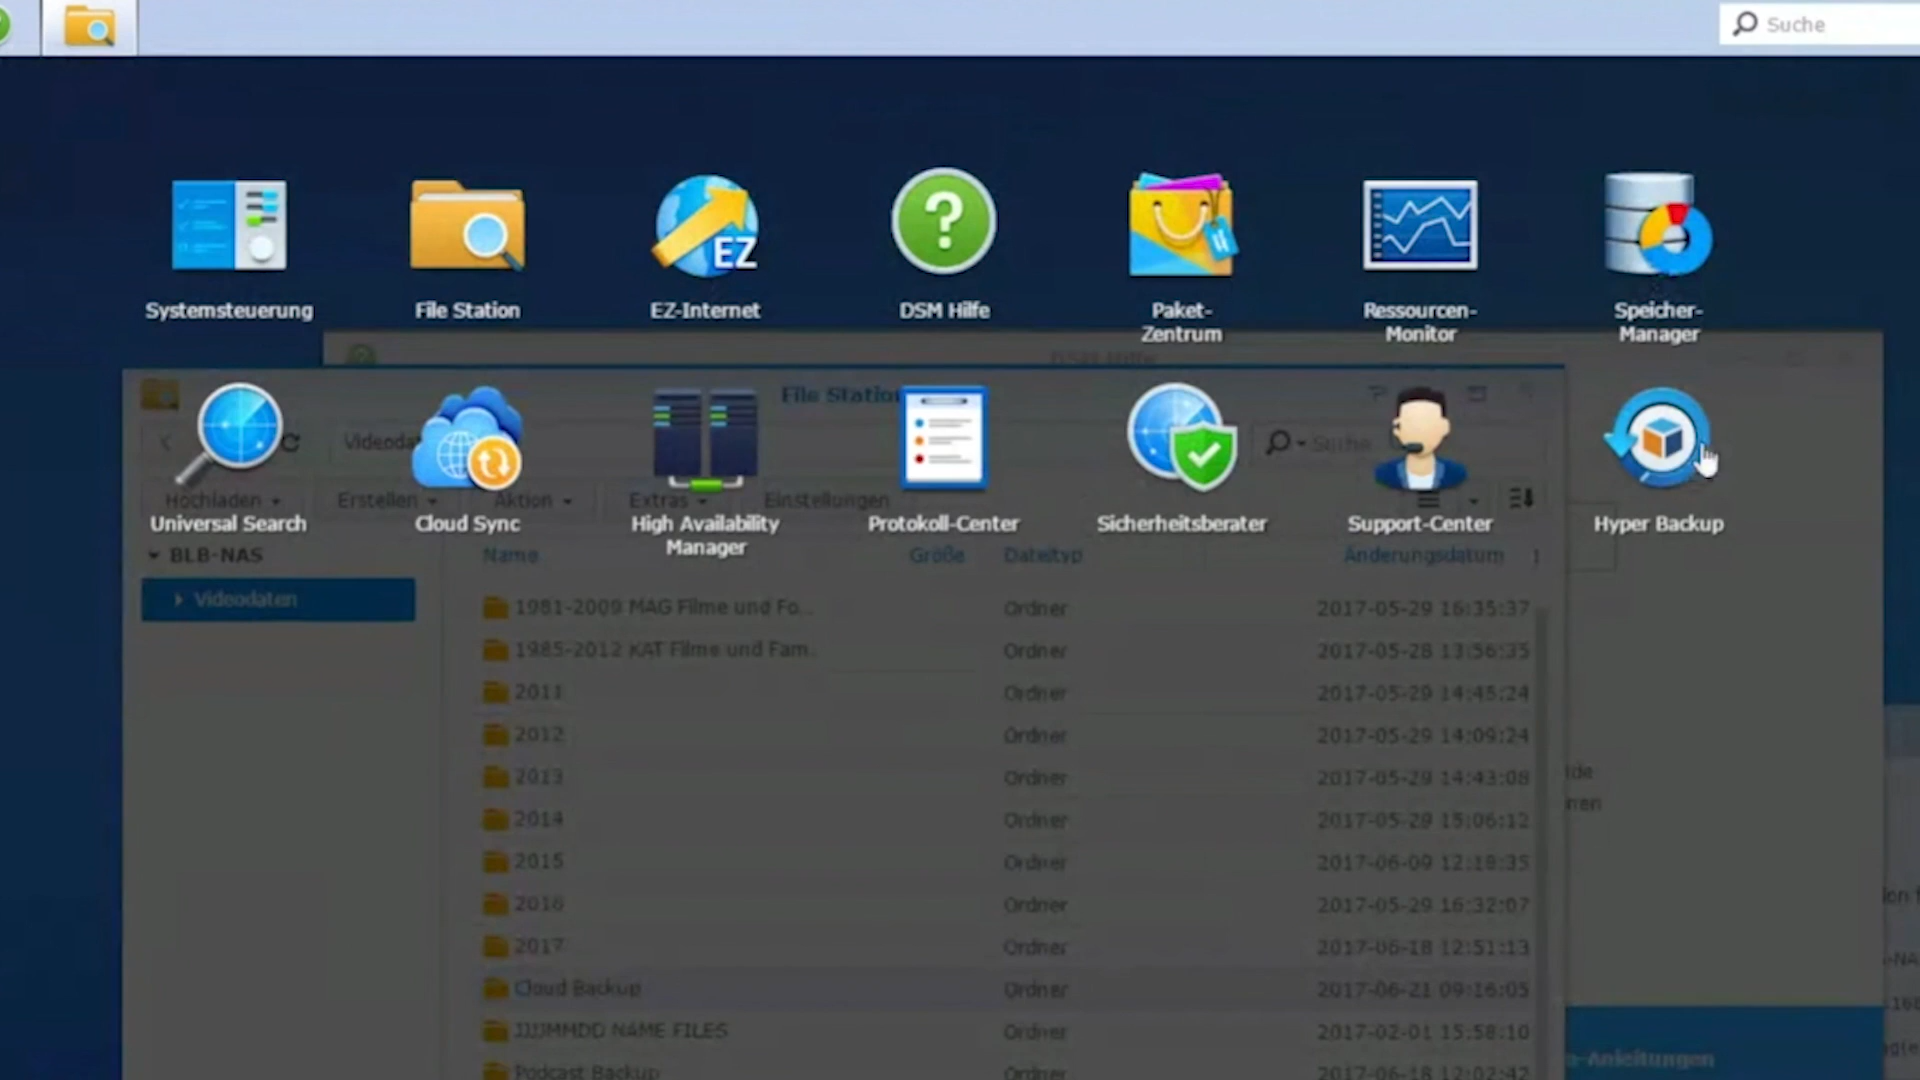 Suche
EZ
Systemsteuerung
File Station
EZ-Internet
DSM Hilfe
Paket-
Zentrum
Ressourcen-
Monitor
Speicher-
Manager
DSM Hilfe
File Station
Videodat
Suche
Hochladen
Erstellen
Aktion
Extras
Einstellungen
Universal Search
Cloud Sync
High Availability
Manager
Protokoll-Center
Sicherheitsberater
Support-Center
Hyper Backup
BLB-NAS
Name Größe Dateityp Änderungsdatum
Videodaten
1981-2009 MAG Filme und Fo... Ordner 2017-05-29 16:35:37
1985-2012 KAT Filme und Fam... Ordner 2017-05-28 13:56:35
2011 Ordner 2017-05-29 14:45:24
2012 Ordner 2017-05-29 14:09:24
2013 Ordner 2017-05-29 14:43:08
2014 Ordner 2017-05-29 15:06:12
2015 Ordner 2017-06-09 12:18:35
2016 Ordner 2017-05-29 16:32:07
2017 Ordner 2017-06-18 12:51:13
Cloud Backup Ordner 2017-06-21 09:16:05
JJJJMMDD NAME FILES Ordner 2017-02-01 15:58:10
Podcast Backup Ordner 2017-06-18 12:02:42
-Anleitungen